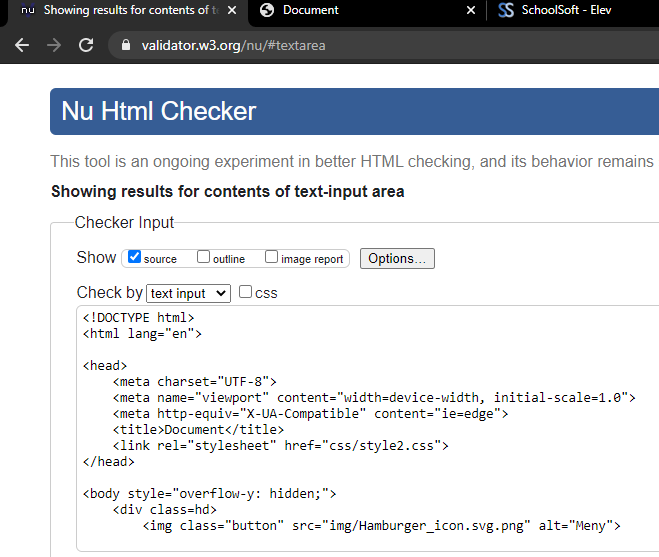 nu Showing results for contents of t
Document
SchoolSoft - Elev
validator.w3.org/nu/#textarea
Nu Html Checker
This tool is an ongoing experiment in better HTML checking, and its behavior remains
Showing results for contents of text-input area
Checker Input
Show source outline image report Options...
Check by text input css
<!DOCTYPE html>
<html lang="en">
<head>
<meta charset="UTF-8">
<meta name="viewport" content="width=device-width, initial-scale=1.0">
<meta http-equiv="X-UA-Compatible" content="ie=edge">
<title>Document</title>
<link rel="stylesheet" href="css/style2.css">
</head>
<body style="overflow-y: hidden;">
<div class=hd>
<img class="button" src="img/Hamburger_icon.svg.png" alt="Meny">